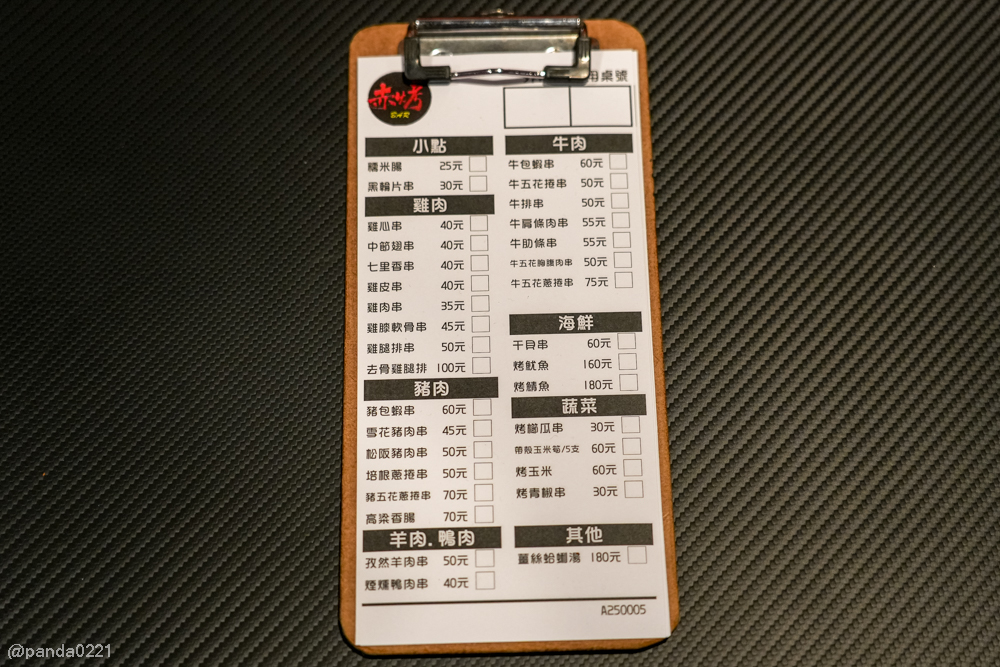 赤烤
BAR
用桌號
小點
糯米腸 25元
黑輪片串 30元
雞肉
雞心串 40元
中節翅串 40元
七里香串 40元
雞皮串 40元
雞肉串 35元
雞膝軟骨串 45元
雞腿排串 50元
去骨雞腿排 100元
豬肉
豬包蝦串 60元
雪花豬肉串 45元
松阪豬肉串 50元
培根蔥捲串 50元
豬五花蔥捲串 70元
高粱香腸 70元
羊肉.鴨肉
孜然羊肉串 50元
煙燻鴨肉串 40元
牛肉
牛包蝦串 60元
牛五花捲串 50元
牛排串 50元
牛肩條肉串 55元
牛肋條串 55元
牛五花胸腩肉串 50元
牛五花蔥捲串 75元
海鮮
干貝串 60元
烤魷魚 160元
烤鯖魚 180元
蔬菜
烤櫛瓜串 30元
帶殼玉米筍/5支 60元
烤玉米 60元
烤青椒串 30元
其他
薑絲蛤蜊湯 180元
A250005
@panda0221